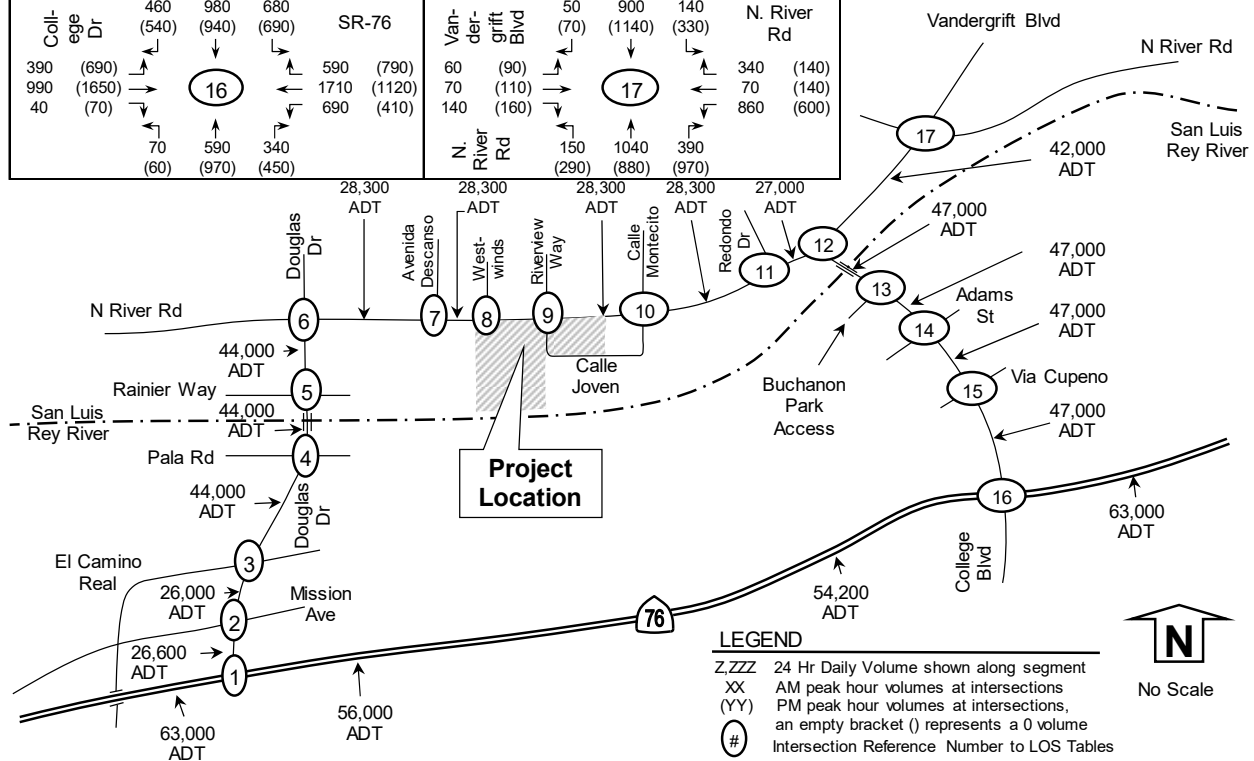 460 980 680
(540) (940) (690)
Coll-
ege
Dr
SR-76
390 (690)
990 (1650)
40 (70)
16
590 (790)
1710 (1120)
690 (410)
70 590 340
(60) (970) (450)
50 900 140
(70) (1140) (330)
Van-
der-
grift
Blvd
N. River
Rd
60 (90)
70 (110)
140 (160)
17
340 (140)
70 (140)
860 (600)
N.
River
Rd
150 1040 390
(290) (880) (970)
Vandergrift Blvd
N River Rd
17
San Luis
Rey River
42,000
ADT
28,300
ADT
28,300
ADT
28,300
ADT
28,300
ADT
27,000
ADT
47,000
ADT
Douglas
Dr
Avenida
Descanso
West-
winds
Riverview
Way
Calle
Montecito
Redondo
Dr
12
11
47,000
ADT
13
N River Rd
6
7
8
9
10
Adams
St
14
47,000
ADT
44,000
ADT
Calle
Joven
Buchanon
Park
Access
Rainier Way
5
15
Via Cupeno
San Luis
Rey River
44,000
ADT
47,000
ADT
Pala Rd
4
Project
Location
44,000
ADT
Douglas
Dr
16
63,000
ADT
El Camino
Real
3
College
Blvd
26,000
ADT
Mission
Ave
54,200
ADT
2
76
26,600
ADT
1
56,000
ADT
63,000
ADT
LEGEND
Z,ZZZ 24 Hr Daily Volume shown along segment
XX AM peak hour volumes at intersections
(YY) PM peak hour volumes at intersections,
an empty bracket () represents a 0 volume
# Intersection Reference Number to LOS Tables
N
No Scale